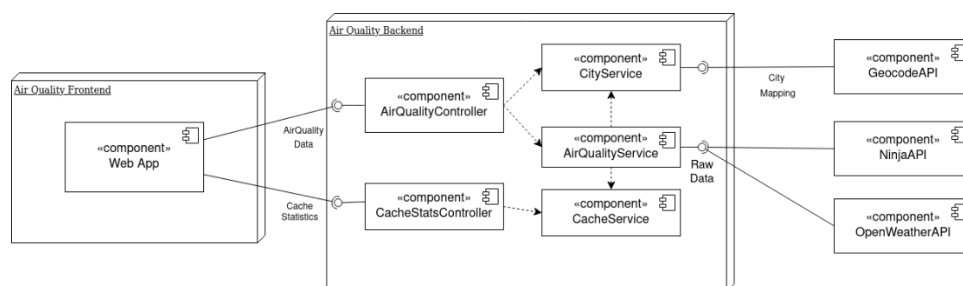 Air Quality Frontend
«component»
Web App
AirQuality
Data
Cache
Statistics
Air Quality Backend
«component»
AirQualityController
«component»
CacheStatsController
«component»
CityService
«component»
AirQualityService
«component»
CacheService
City
Mapping
Raw
Data
«component»
GeocodeAPI
«component»
NinjaAPI
«component»
OpenWeatherAPI